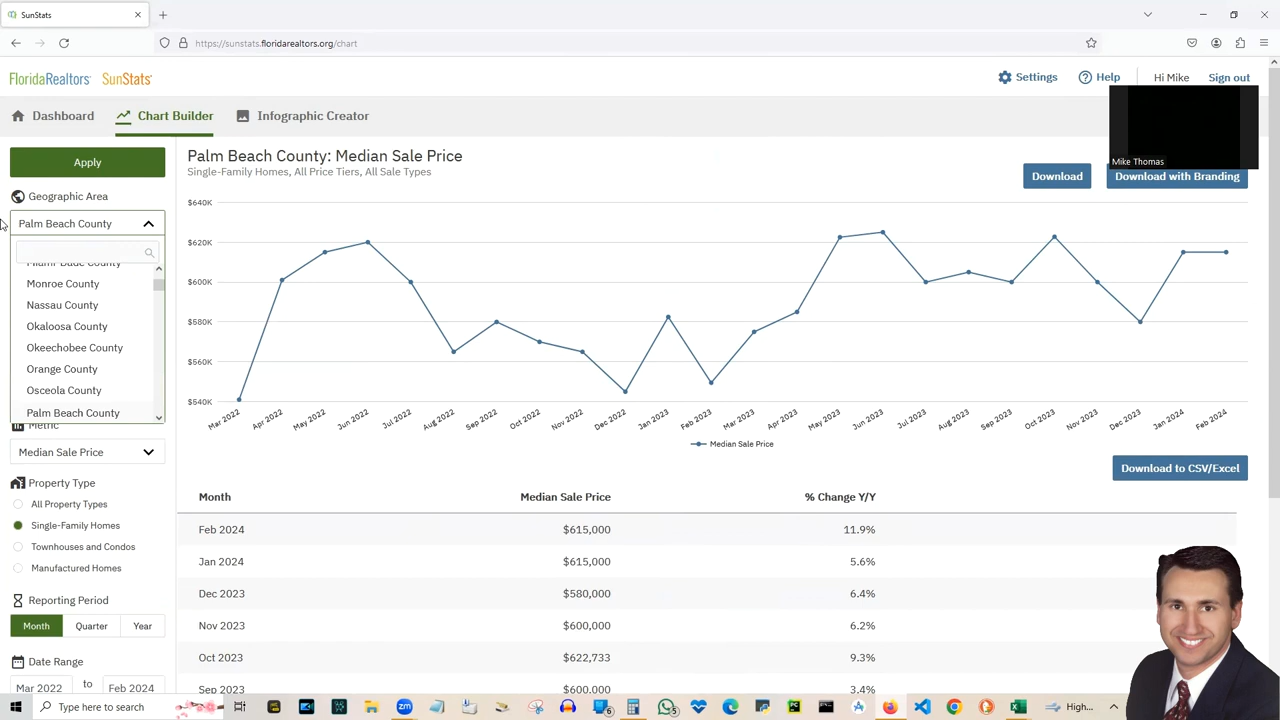 SunStats
https://sunstats.floridarealtors.org/chart
FloridaRealtors SunStats
Settings
Help
Hi Mike
Sign out
Dashboard
Chart Builder
Infographic Creator
Mike Thomas
Apply
Geographic Area
Palm Beach County
Miami-Dade County
Monroe County
Nassau County
Okaloosa County
Okeechobee County
Orange County
Osceola County
Palm Beach County
Metric
Median Sale Price
Property Type
All Property Types
Single-Family Homes
Townhouses and Condos
Manufactured Homes
Reporting Period
Month Quarter Year
Date Range
Mar 2022 to Feb 2024
Palm Beach County: Median Sale Price
Single-Family Homes, All Price Tiers, All Sale Types
Download
Download with Branding
$640K
$620K
$600K
$580K
$560K
$540K
Mar 2022 Apr 2022 May 2022 Jun 2022 Jul 2022 Aug 2022 Sep 2022 Oct 2022 Nov 2022 Dec 2022 Jan 2023 Feb 2023 Mar 2023 Apr 2023 May 2023 Jun 2023 Jul 2023 Aug 2023 Sep 2023 Oct 2023 Nov 2023 Dec 2023 Jan 2024 Feb 2024
Median Sale Price
Download to CSV/Excel
Month Median Sale Price % Change Y/Y
Feb 2024 $615,000 11.9%
Jan 2024 $615,000 5.6%
Dec 2023 $580,000 6.4%
Nov 2023 $600,000 6.2%
Oct 2023 $622,733 9.3%
Sep 2023 $600,000 3.4%
Type here to search
High...